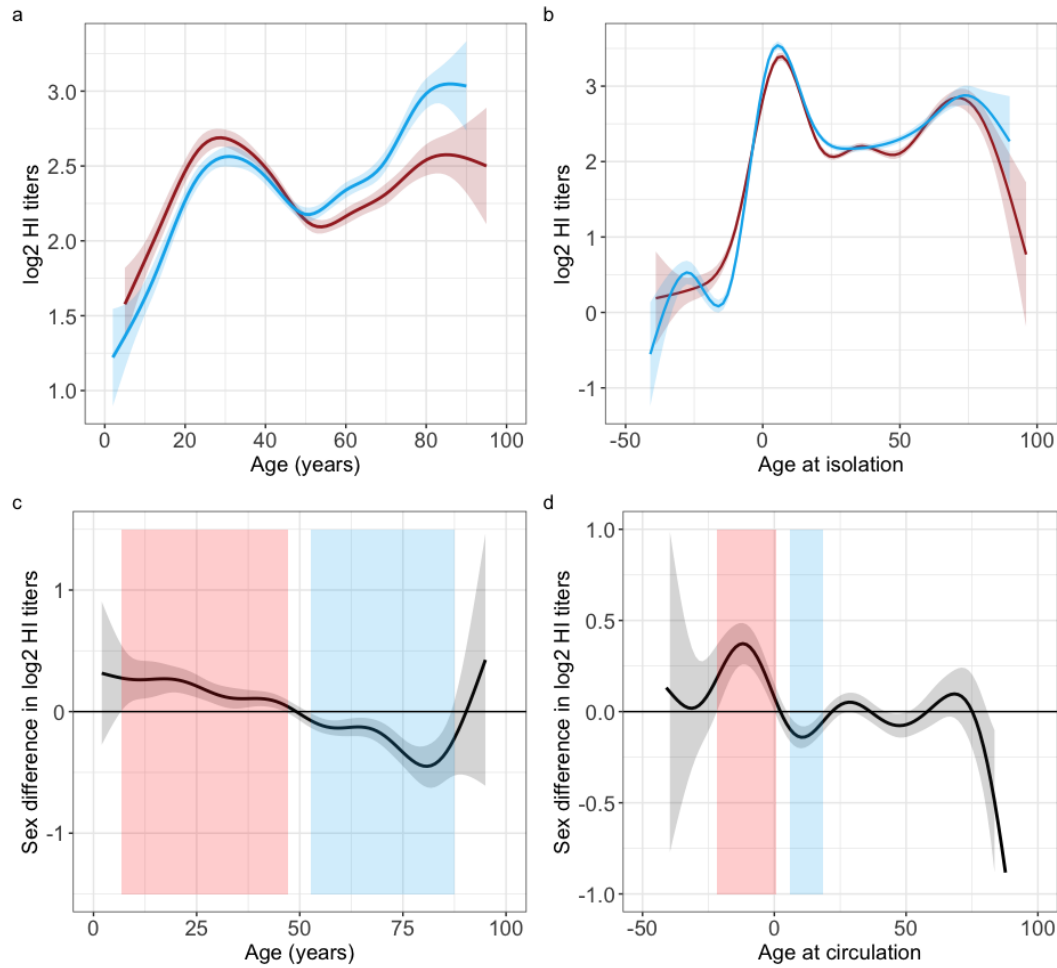 a
log2 HI titers
3.0
2.5
2.0
1.5
1.0
0 20 40 60 80 100
Age (years)
b
log2 HI titers
3
2
1
0
-1
-50 0 50 100
Age at isolation
c
Sex difference in log2 HI titers
1
0
-1
0 25 50 75 100
Age (years)
d
Sex difference in log2 HI titers
1.0
0.5
0.0
-0.5
-1.0
-50 0 50 100
Age at circulation